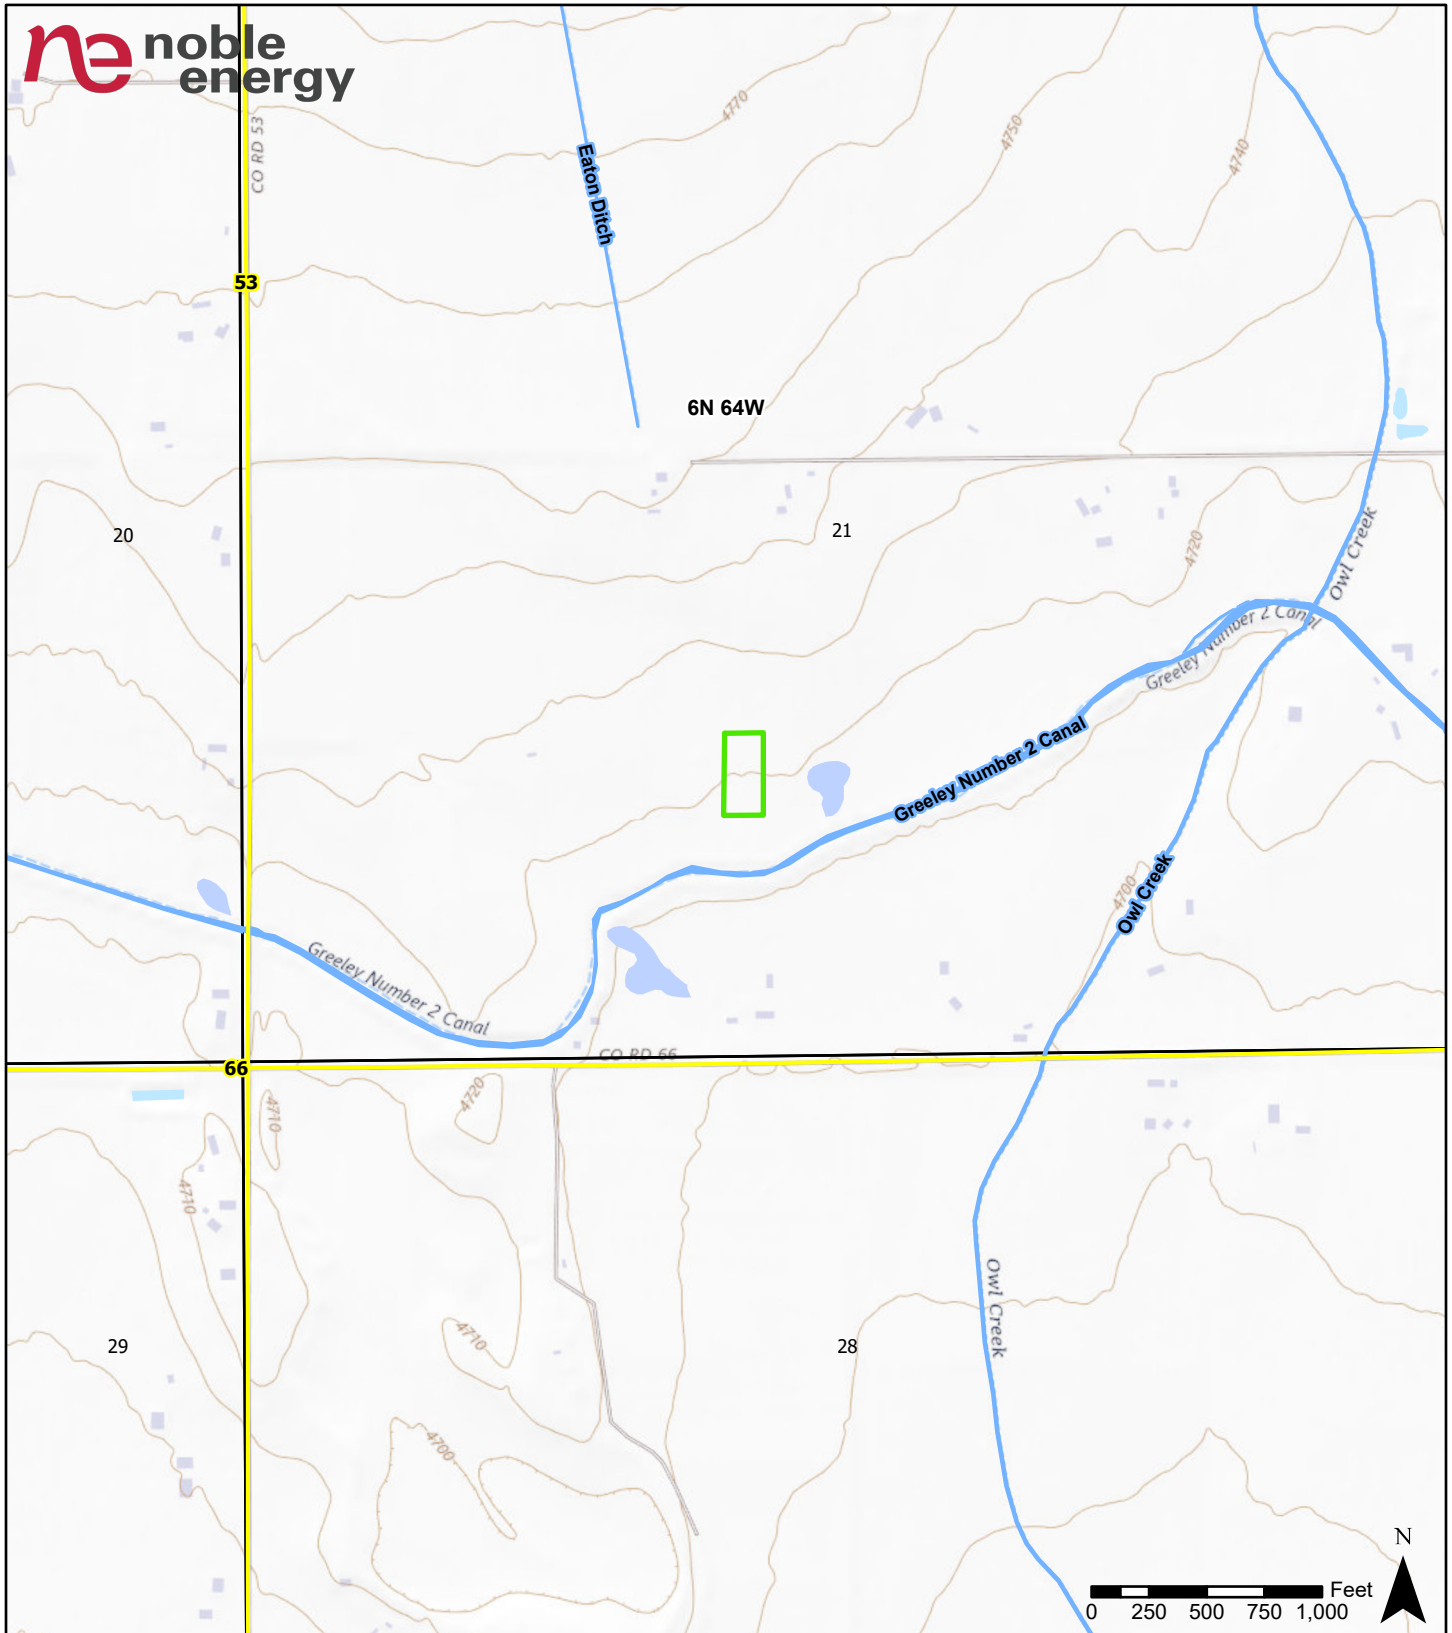 noble
energy
CO RD 53
4770
4750
4740
Eaton Ditch
53
6N 64W
20
21
4720
Owl Creek
Greeley Number 2 Canal
Greeley Number 2 Canal
4700
Owl Creek
Greeley Number 2 Canal
CO RD 66
66
4720
4710
4710
Owl Creek
4710
29
28
4700
N
Feet
0 250 500 750 1,000